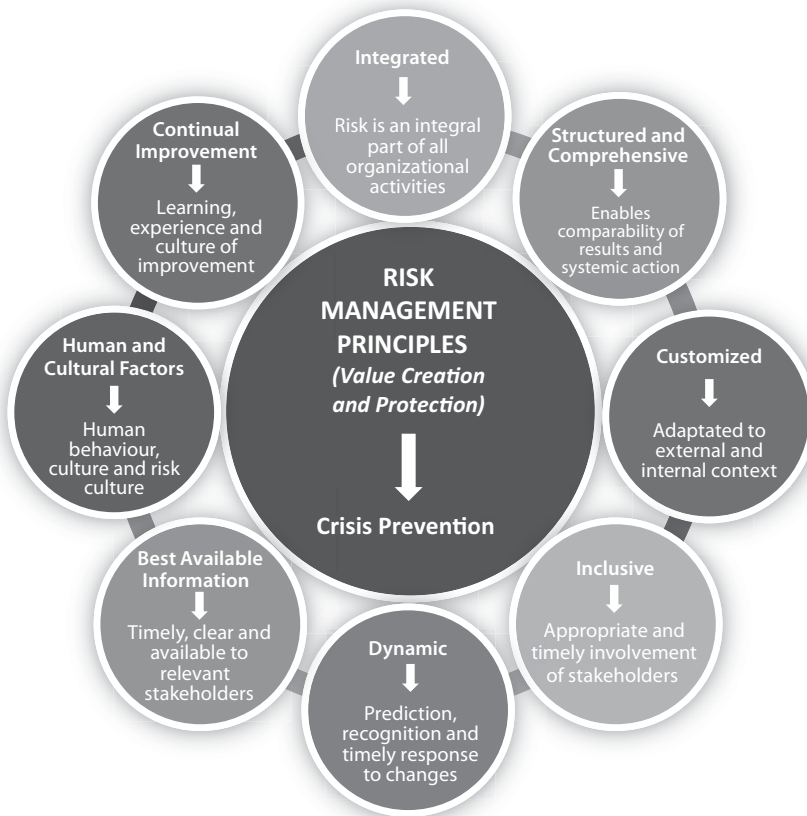 RISK
MANAGEMENT
PRINCIPLES
(Value Creation
and Protection)
Crisis Prevention
Integrated
Risk is an integral
part of all
organizational
activities
Structured and
Comprehensive
Enables
comparability of
results and
systemic action
Customized
Adaptated to
external and
internal context
Inclusive
Appropriate and
timely involvement
of stakeholders
Dynamic
Prediction,
recognition and
timely response
to changes
Best Available
Information
Timely, clear and
available to
relevant
stakeholders
Human and
Cultural Factors
Human
behaviour,
culture and risk
culture
Continual
Improvement
Learning,
experience and
culture of
improvement